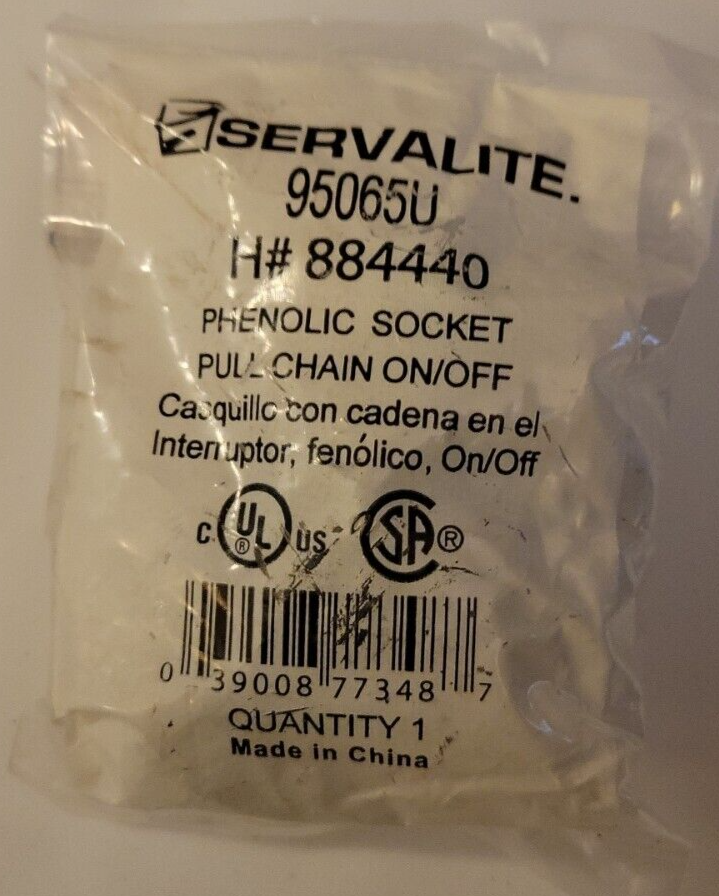 SERVALITE.
95065U
H# 884440
PHENOLIC SOCKET
PULL CHAIN ON/OFF
Casquillo con cadena en el
Interruptor, fenólico, On/Off
C UL ® US SA ®
0 39008 77348 7
QUANTITY 1
Made in China